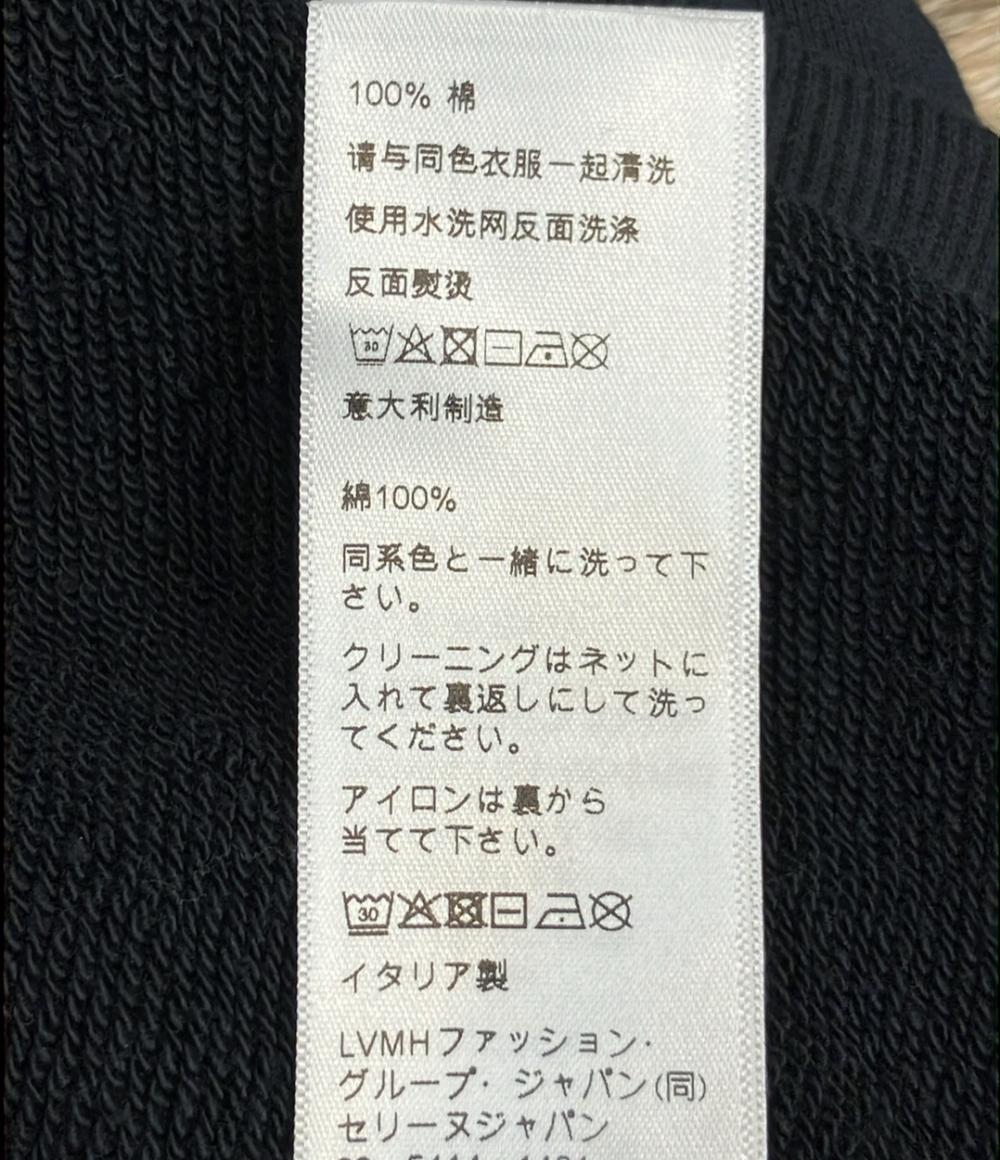 100% 棉
请与同色衣服一起清洗
使用水洗网反面洗涤
反面熨烫
30
意大利制造
綿100%
同系色と一緒に洗って下
さい。
クリーニングはネットに
入れて裏返しにして洗っ
てください。
アイロンは裏から
当てて下さい。
30
イタリア製
LVMHファッション・
グループ・ジャパン(同)
セリーヌジャパン